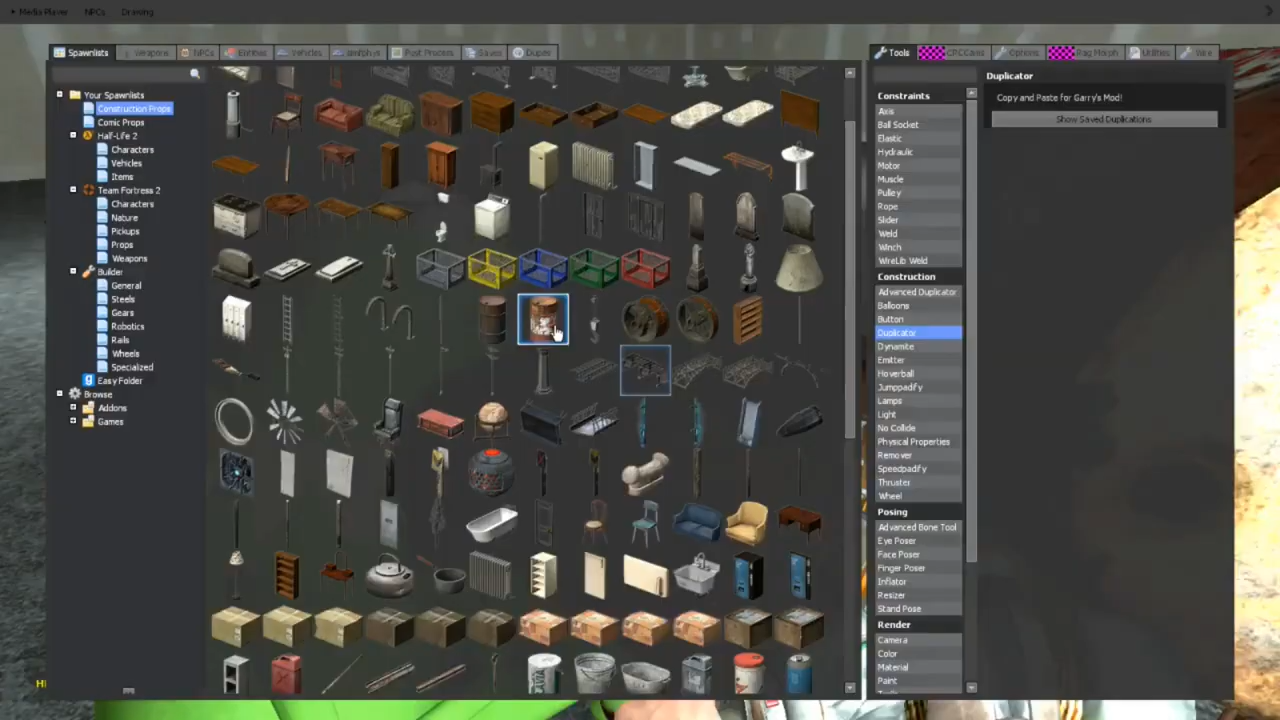 Media Player NPCs Drawing
Spawnlists Weapons NPCs Entities Vehicles simfphys Post Process Saves Dupes
Your Spawnlists
Construction Props
Comic Props
Half-Life 2
Characters
Vehicles
Items
Team Fortress 2
Characters
Nature
Pickups
Props
Weapons
Builder
General
Steels
Gears
Robotics
Rails
Wheels
Specialized
Easy Folder
Browse
Addons
Games
Tools CPCCams Options Rag Morph Utilities Wire
Constraints
Axis
Ball Socket
Elastic
Hydraulic
Motor
Muscle
Pulley
Rope
Slider
Weld
Winch
WireLib Weld
Construction
Advanced Duplicator
Balloons
Button
Duplicator
Dynamite
Emitter
Hoverball
Jumppadify
Lamps
Light
No Collide
Physical Properties
Remover
Speedpadify
Thruster
Wheel
Posing
Advanced Bone Tool
Eye Poser
Face Poser
Finger Poser
Inflator
Resizer
Stand Pose
Render
Camera
Color
Material
Paint
Duplicator
Copy and Paste for Garry's Mod!
Show Saved Duplications